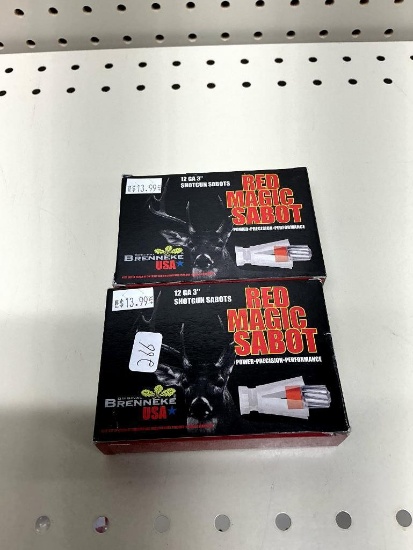 $13.99
12 GA 3"
SHOTGUN SABOTS
RED
MAGIC
SABOT
POWER•PRECISION•PERFORMANCE
BRENNEKE
USA
$13.99
12 GA 3"
SHOTGUN SABOTS
RED
MAGIC
SABOT
POWER•PRECISION•PERFORMANCE
266
BRENNEKE
USA